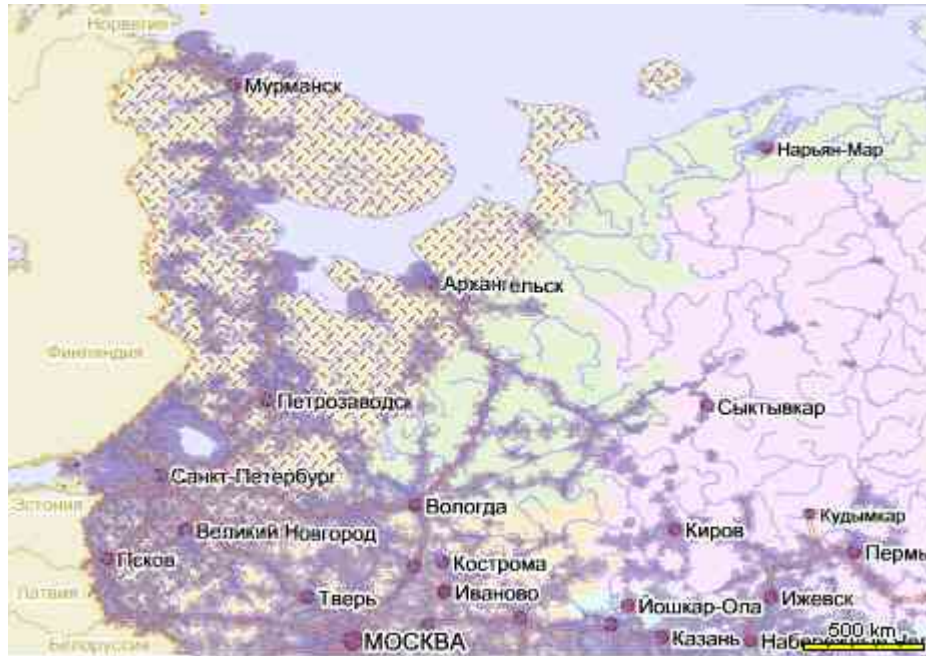 Норвегия
Мурманск
Нарьян-Мар
Архангельск
Финляндия
Петрозаводск
Сыктывкар
Санкт-Петербург
Эстония
Вологда
Великий Новгород
Киров
Кудымкар
Псков
Кострома
Пермь
Латвия
Тверь
Иваново
Йошкар-Ола
Ижевск
Белоруссия
МОСКВА
Казань
500 km